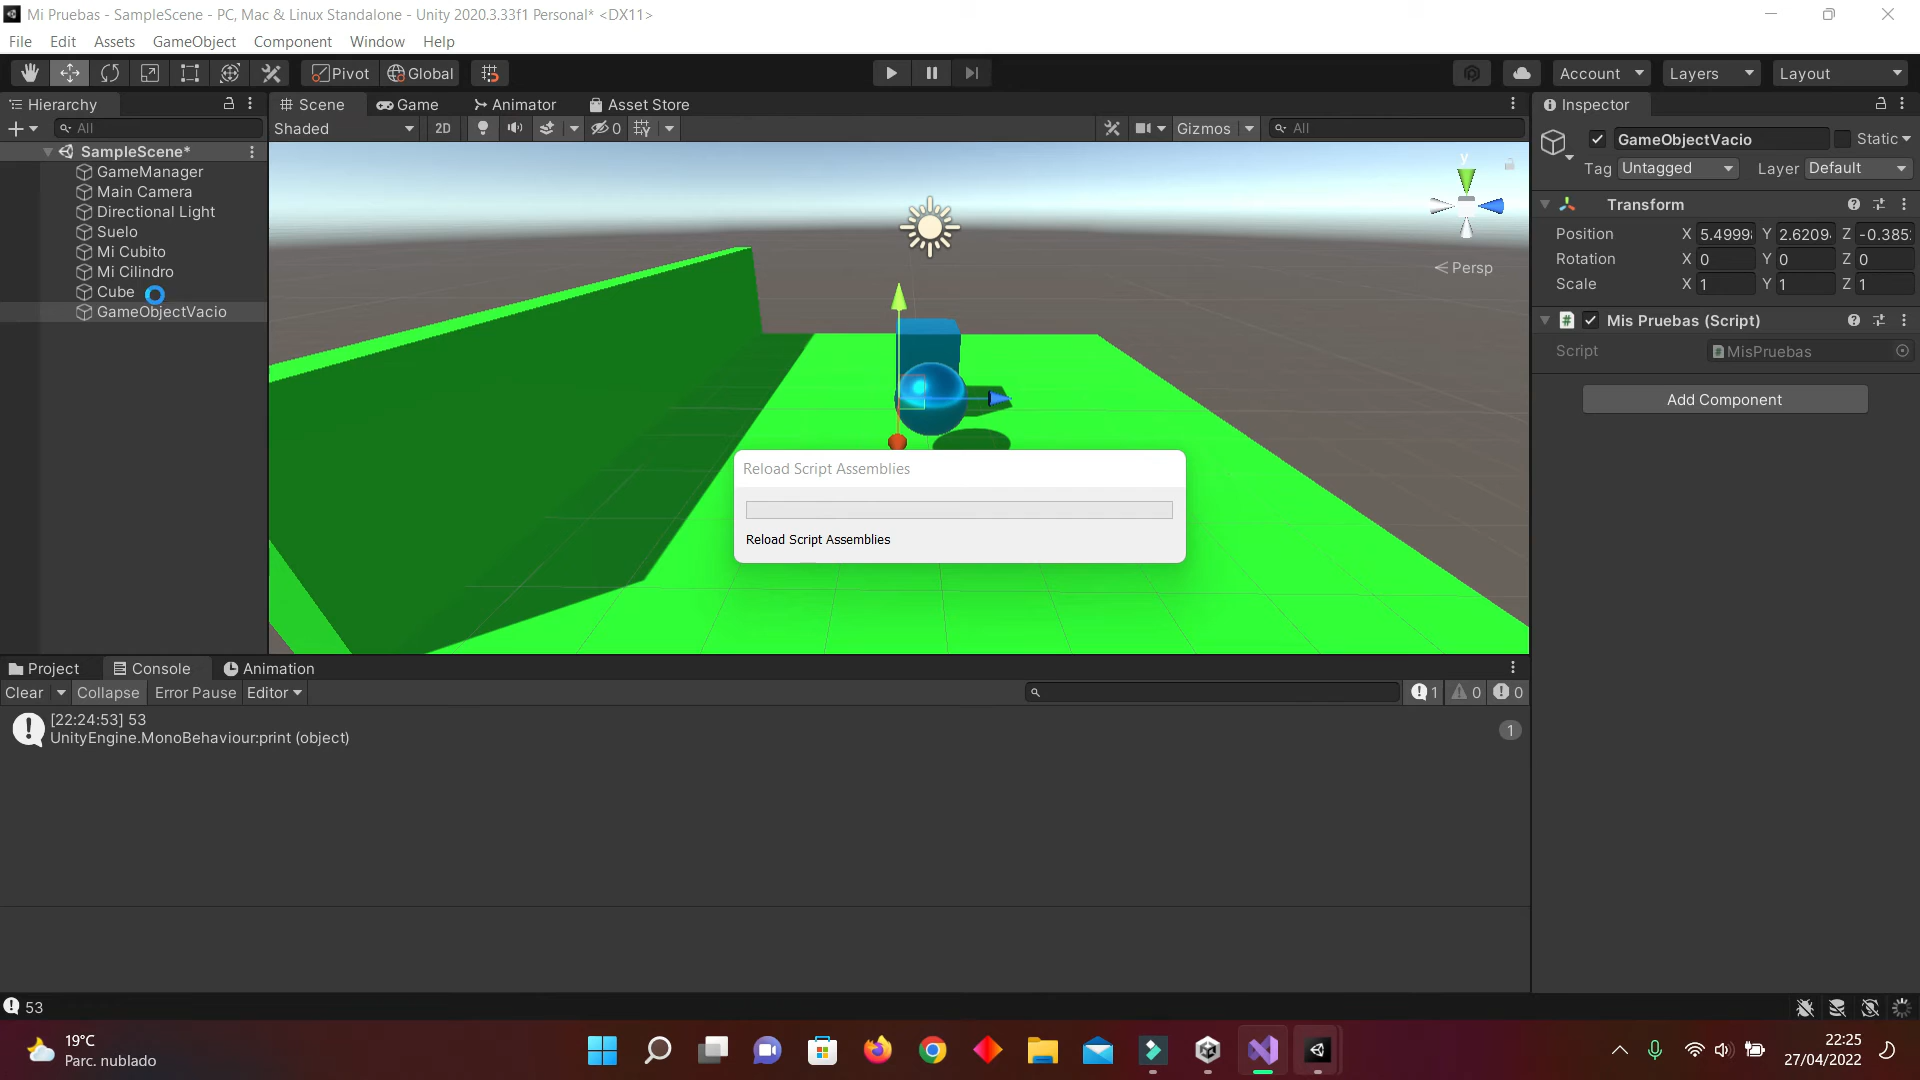 Mi Pruebas - SampleScene - PC, Mac & Linux Standalone - Unity 2020.3.33f1 Personal* <DX11>
File Edit Assets GameObject Component Window Help
Pivot Global Account Layers Layout
Hierarchy Scene Game Animator Asset Store Inspector
All Shaded 2D 0 Gizmos All
SampleScene*
GameManager
Main Camera
Directional Light
Suelo
Mi Cubito
Mi Cilindro
Cube
GameObjectVacio
y
Persp
GameObjectVacio Static
Tag Untagged Layer Default
Transform
Position X 5.4999 Y 2.6209 Z -0.385
Rotation X 0 Y 0 Z 0
Scale X 1 Y 1 Z 1
# Mis Pruebas (Script)
Script MisPruebas
Add Component
Reload Script Assemblies
Reload Script Assemblies
Project Console Animation
Clear Collapse Error Pause Editor 1 0 0
[22:24:53] 53
UnityEngine.MonoBehaviour:print (object)
1
53
19°C
Parc. nublado
22:25
27/04/2022